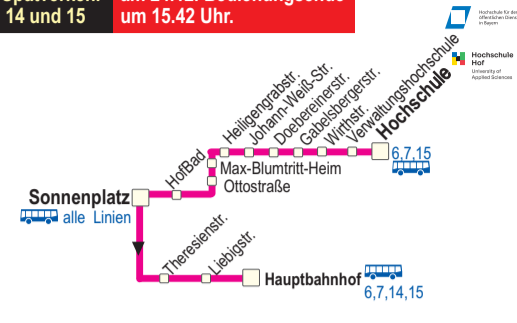 14 und 15
um 15.42 Uhr.
Hochschule für den
öffentlichen Dienst
in Bayern
Hochschule
Hof
University of
Applied Sciences
Heiligengrabstr.
Johann-Weiß-Str.
Doebereinerstr.
Gabelsbergerstr.
Wirthstr.
Verwaltungshochschule
Hochschule
6,7,15
HofBad
Max-Blumtritt-Heim
Ottostraße
Sonnenplatz
alle Linien
Theresienstr.
Liebigstr.
Hauptbahnhof
6,7,14,15